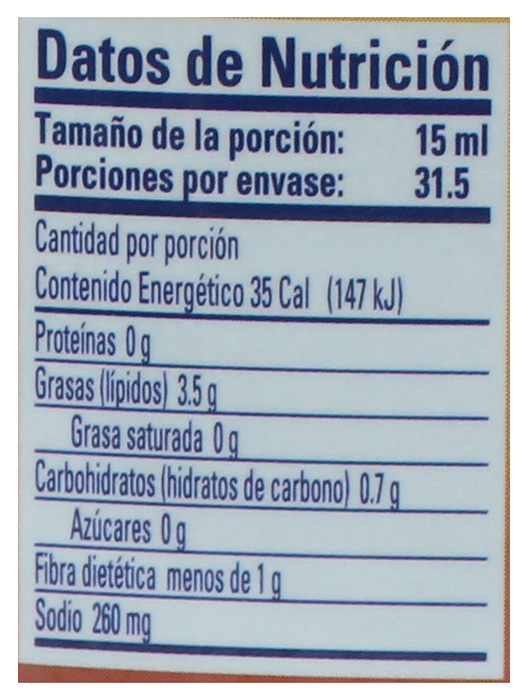 Datos de Nutrición
Tamaño de la porción: 15 ml
Porciones por envase: 31.5
Cantidad por porción
Contenido Energético 35 Cal (147 kJ)
Proteínas 0 g
Grasas (lípidos) 3.5 g
Grasa saturada 0 g
Carbohidratos (hidratos de carbono) 0.7 g
Azúcares 0 g
Fibra dietética menos de 1 g
Sodio 260 mg